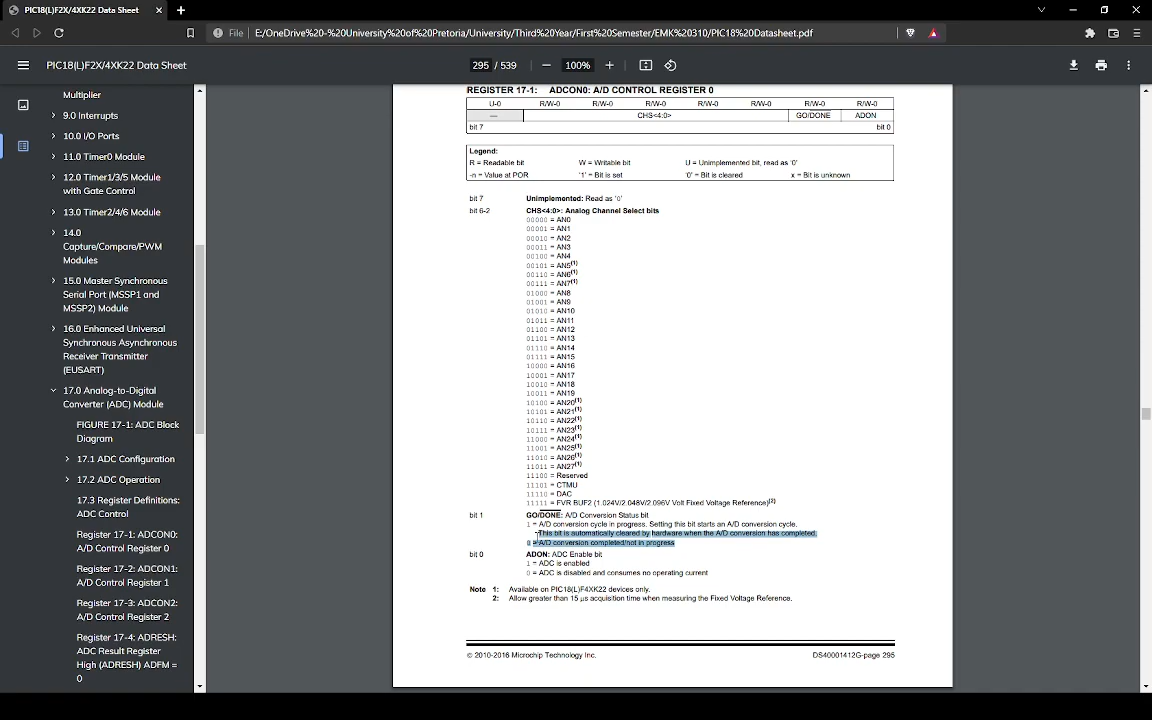 PIC18(L)F2X/4XK22 Data Sheet
File E:/OneDrive%20-%20University%20of%20Pretoria/University/Third%20Year/First%20Semester/EMK%20310/PIC18%20Datasheet.pdf
PIC18(L)F2X/4XK22 Data Sheet
295 / 539
100%
Multiplier
9.0 Interrupts
10.0 I/O Ports
11.0 Timer0 Module
12.0 Timer1/3/5 Module
with Gate Control
13.0 Timer2/4/6 Module
14.0
Capture/Compare/PWM
Modules
15.0 Master Synchronous
Serial Port (MSSP1 and
MSSP2) Module
16.0 Enhanced Universal
Synchronous Asynchronous
Receiver Transmitter
(EUSART)
17.0 Analog-to-Digital
Converter (ADC) Module
FIGURE 17-1: ADC Block
Diagram
17.1 ADC Configuration
17.2 ADC Operation
17.3 Register Definitions:
ADC Control
Register 17-1: ADCON0:
A/D Control Register 0
Register 17-2: ADCON1:
A/D Control Register 1
Register 17-3: ADCON2:
A/D Control Register 2
Register 17-4: ADRESH:
ADC Result Register
High (ADRESH) ADFM =
0
REGISTER 17-1: ADCON0: A/D CONTROL REGISTER 0
U-0 R/W-0 R/W-0 R/W-0 R/W-0 R/W-0 R/W-0 R/W-0
— CHS<4:0> GO/DONE ADON
bit 7 bit 0
Legend:
R = Readable bit W = Writable bit U = Unimplemented bit, read as '0'
-n = Value at POR '1' = Bit is set '0' = Bit is cleared x = Bit is unknown
bit 7 Unimplemented: Read as '0'
bit 6-2 CHS<4:0>: Analog Channel Select bits
00000 = AN0
00001 = AN1
00010 = AN2
00011 = AN3
00100 = AN4
00101 = AN5(1)
00110 = AN6(1)
00111 = AN7(1)
01000 = AN8
01001 = AN9
01010 = AN10
01011 = AN11
01100 = AN12
01101 = AN13
01110 = AN14
01111 = AN15
10000 = AN16
10001 = AN17
10010 = AN18
10011 = AN19
10100 = AN20(1)
10101 = AN21(1)
10110 = AN22(1)
10111 = AN23(1)
11000 = AN24(1)
11001 = AN25(1)
11010 = AN26(1)
11011 = AN27(1)
11100 = Reserved
11101 = CTMU
11110 = DAC
11111 = FVR BUF2 (1.024V/2.048V/2.096V Volt Fixed Voltage Reference)(2)
bit 1 GO/DONE: A/D Conversion Status bit
1 = A/D conversion cycle in progress. Setting this bit starts an A/D conversion cycle.
This bit is automatically cleared by hardware when the A/D conversion has completed.
0 = A/D conversion completed/not in progress
bit 0 ADON: ADC Enable bit
1 = ADC is enabled
0 = ADC is disabled and consumes no operating current
Note 1: Available on PIC18(L)F4XK22 devices only.
2: Allow greater than 15 µs acquisition time when measuring the Fixed Voltage Reference.
© 2010-2016 Microchip Technology Inc. DS40001412G-page 295